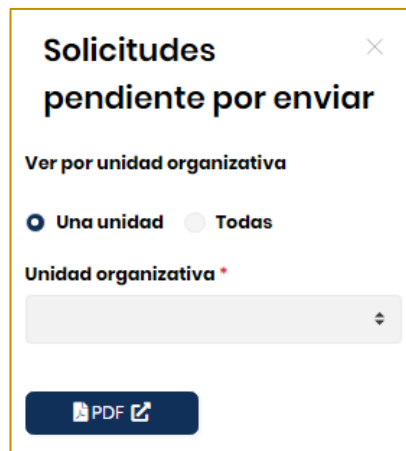 Solicitudes
pendiente por enviar
Ver por unidad organizativa
Una unidad Todas
Unidad organizativa *
PDF